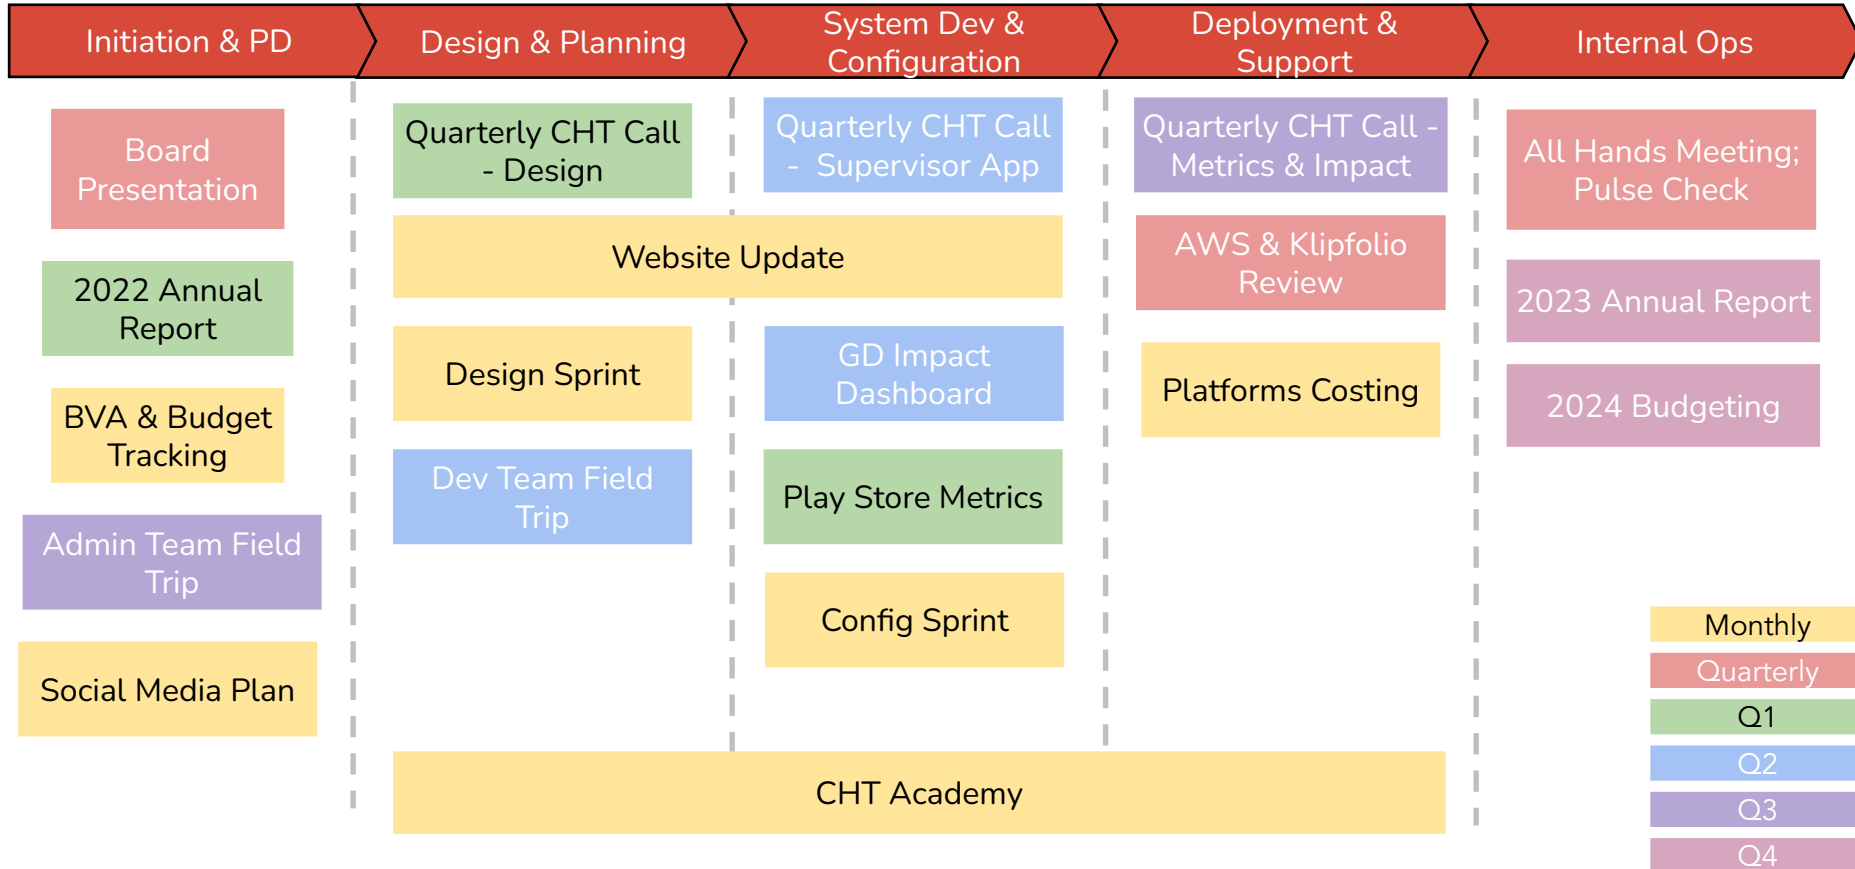 Initiation & PD
Design & Planning
System Dev &
Configuration
Deployment &
Support
Internal Ops
Board
Presentation
2022 Annual
Report
BVA & Budget
Tracking
Admin Team Field
Trip
Social Media Plan
Quarterly CHT Call
- Design
Website Update
Design Sprint
Dev Team Field
Trip
Quarterly CHT Call
- Supervisor App
GD Impact
Dashboard
Play Store Metrics
Config Sprint
Quarterly CHT Call -
Metrics & Impact
AWS & Klipfolio
Review
Platforms Costing
CHT Academy
All Hands Meeting;
Pulse Check
2023 Annual Report
2024 Budgeting
Monthly
Quarterly
Q1
Q2
Q3
Q4